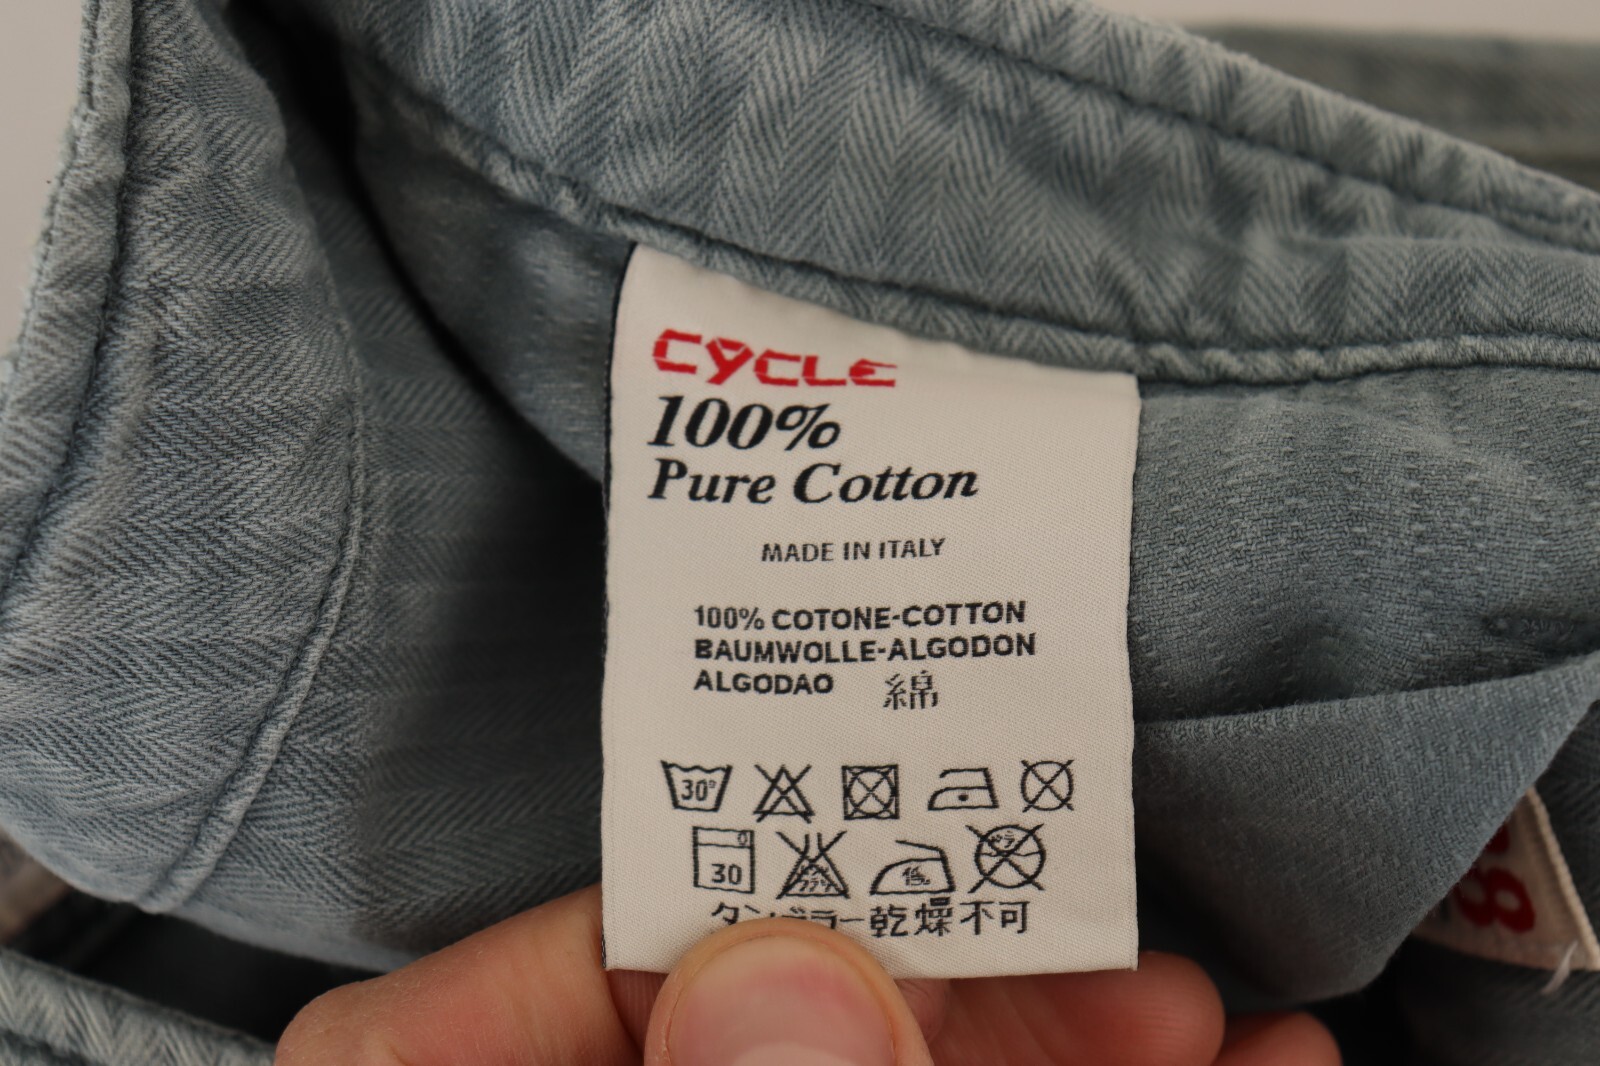 CYCLE
100%
Pure Cotton
MADE IN ITALY
100% COTONE-COTTON
BAUMWOLLE-ALGODON
ALGODAO 綿
30°
30 低
タンブラー乾燥不可